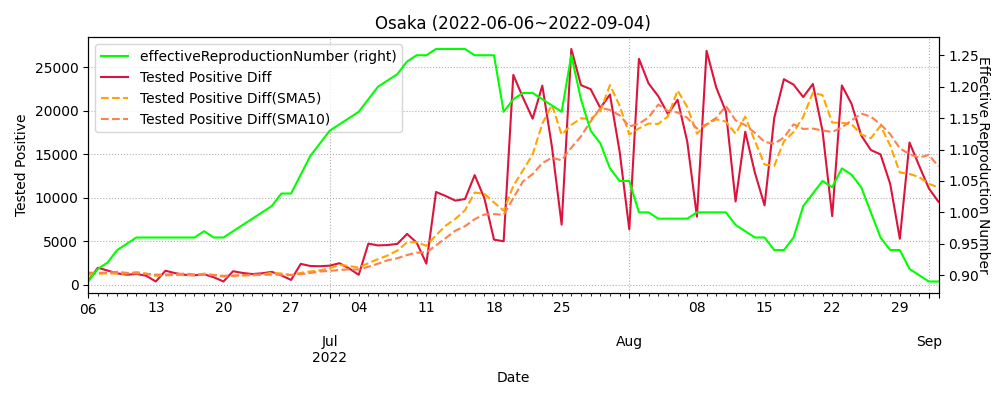 Osaka (2022-06-06~2022-09-04)
effectiveReproductionNumber (right)
Tested Positive Diff
Tested Positive Diff(SMA5)
Tested Positive Diff(SMA10)
Tested Positive
25000
20000
15000
10000
5000
0
1.25
1.20
1.15
1.10
1.05
1.00
0.95
0.90
Effective Reproduction Number
06 13 20 27 04 11 18 25 08 15 22 29
Jul Aug Sep
2022
Date